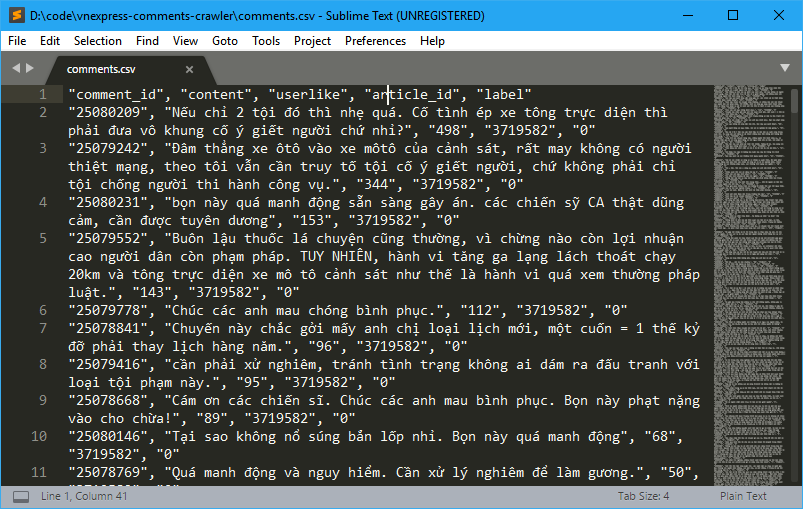 D:\code\vnexpress-comments-crawler\comments.csv - Sublime Text (UNREGISTERED)
File Edit Selection Find View Goto Tools Project Preferences Help
comments.csv
1 "comment_id", "content", "userlike", "article_id", "label"
2 "25080209", "Nếu chỉ 2 tội đó thì nhẹ quá. Cố tình ép xe tông trực diện thì
phải đưa vô khung cố ý giết người chứ nhỉ?", "498", "3719582", "0"
3 "25079242", "Đâm thẳng xe ôtô vào xe môtô của cảnh sát, rất may không có người
thiệt mạng, theo tôi vẫn cần truy tố tội cố ý giết người, chứ không phải chỉ
tội chống người thi hành công vụ.", "344", "3719582", "0"
4 "25080231", "bọn này quá manh động sẵn sàng gây án. các chiến sỹ CA thật dũng
cảm, cần được tuyên dương", "153", "3719582", "0"
5 "25079552", "Buôn lậu thuốc lá chuyện cũng thường, vì chừng nào còn lợi nhuận
cao người dân còn phạm pháp. TUY NHIÊN, hành vi tăng ga lạng lách thoát chạy
20km và tông trực diện xe mô tô cảnh sát như thế là hành vi quá xem thường pháp
luật.", "143", "3719582", "0"
6 "25079778", "Chúc các anh mau chóng bình phục.", "112", "3719582", "0"
7 "25078841", "Chuyến này chắc gởi mấy anh chị loại lịch mới, một cuốn = 1 thế kỷ
đỡ phải thay lịch hàng năm.", "96", "3719582", "0"
8 "25079416", "cần phải xử nghiêm, tránh tình trạng không ai dám ra đấu tranh với
loại tội phạm này.", "95", "3719582", "0"
9 "25078668", "Cám ơn các chiến sĩ. Chúc các anh mau bình phục. Bọn này phạt nặng
vào cho chừa!", "89", "3719582", "0"
10 "25080146", "Tại sao không nổ súng bắn lốp nhỉ. Bọn này quá manh động", "68",
"3719582", "0"
11 "25078769", "Quá manh động và nguy hiểm. Cần xử lý nghiêm để làm gương.", "50",
Line 1, Column 41 Tab Size: 4 Plain Text